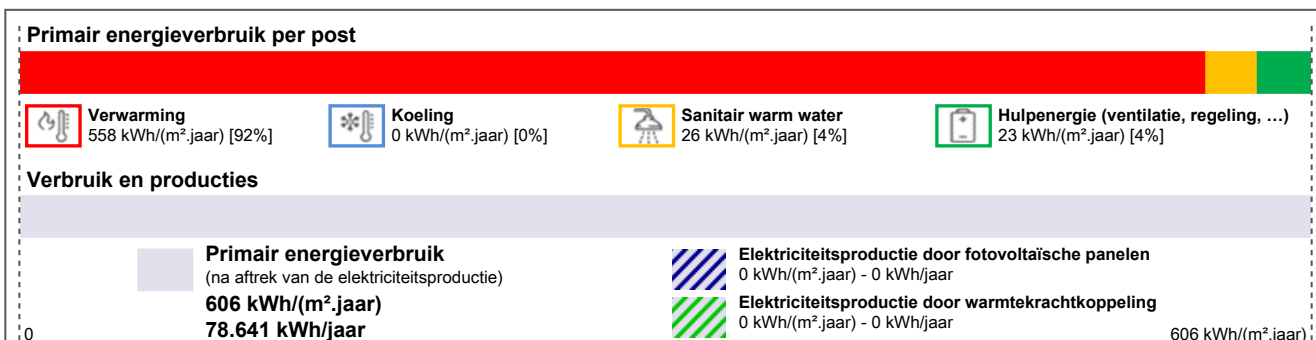 Primair energieverbruik per post
Verwarming
558 kWh/(m².jaar) [92%]
Koeling
0 kWh/(m².jaar) [0%]
Sanitair warm water
26 kWh/(m².jaar) [4%]
Hulpenergie (ventilatie, regeling, …)
23 kWh/(m².jaar) [4%]
Verbruik en producties
Primair energieverbruik
(na aftrek van de elektriciteitsproductie)
606 kWh/(m².jaar)
78.641 kWh/jaar
Elektriciteitsproductie door fotovoltaïsche panelen
0 kWh/(m².jaar) - 0 kWh/jaar
Elektriciteitsproductie door warmtekrachtkoppeling
0 kWh/(m².jaar) - 0 kWh/jaar
0
606 kWh/(m².jaar)